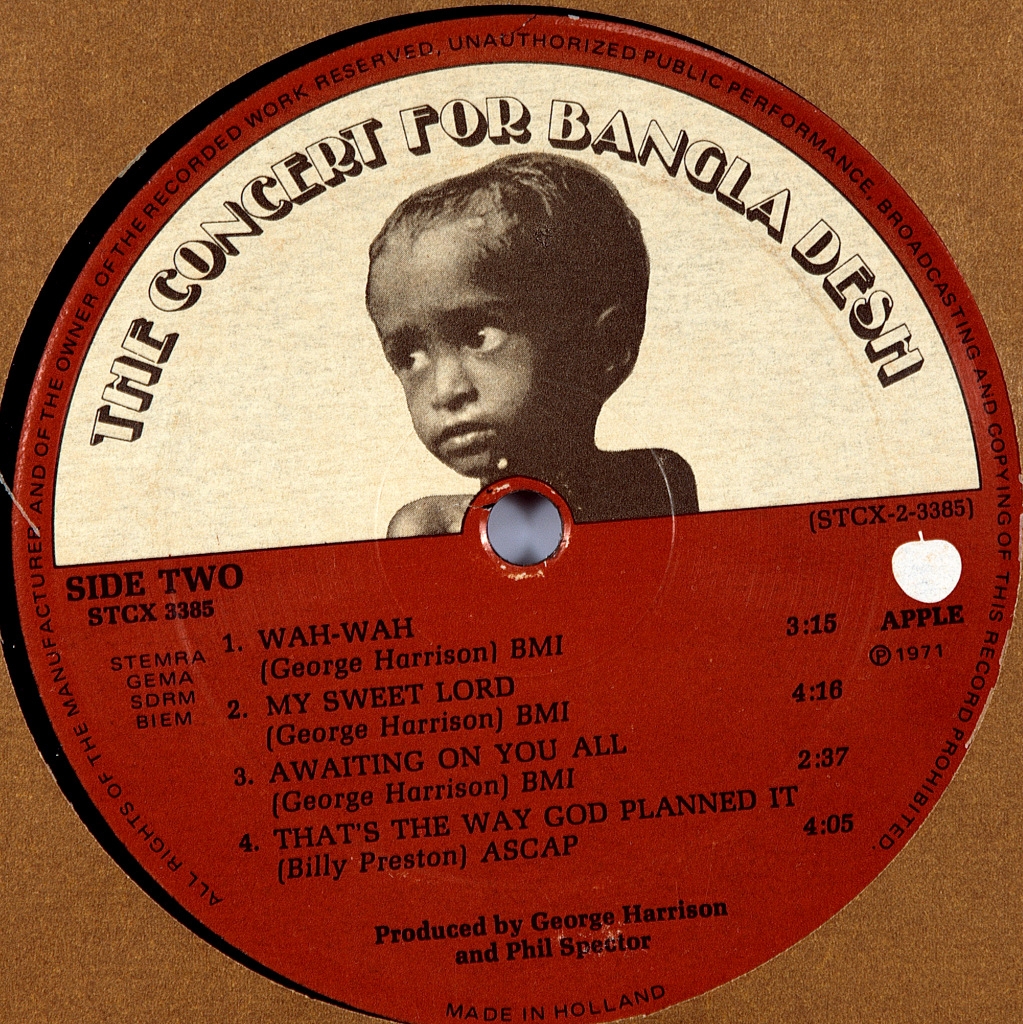 ALL RIGHTS OF THE MANUFACTURER AND OF THE OWNER OF THE RECORDED WORK RESERVED, UNAUTHORIZED PUBLIC PERFORMANCE, BROADCASTING AND COPYING OF THIS RECORD PROHIBITED.
THE CONCERT FOR BANGLA DESH
(STCX-2-3385)
SIDE TWO
STCX 3385
APPLE
℗ 1971
STEMRA
GEMA
SDRM
BIEM
1. WAH-WAH 3:15
(George Harrison) BMI
2. MY SWEET LORD 4:16
(George Harrison) BMI
3. AWAITING ON YOU ALL 2:37
(George Harrison) BMI
4. THAT'S THE WAY GOD PLANNED IT
(Billy Preston) ASCAP 4:05
Produced by George Harrison
and Phil Spector
MADE IN HOLLAND